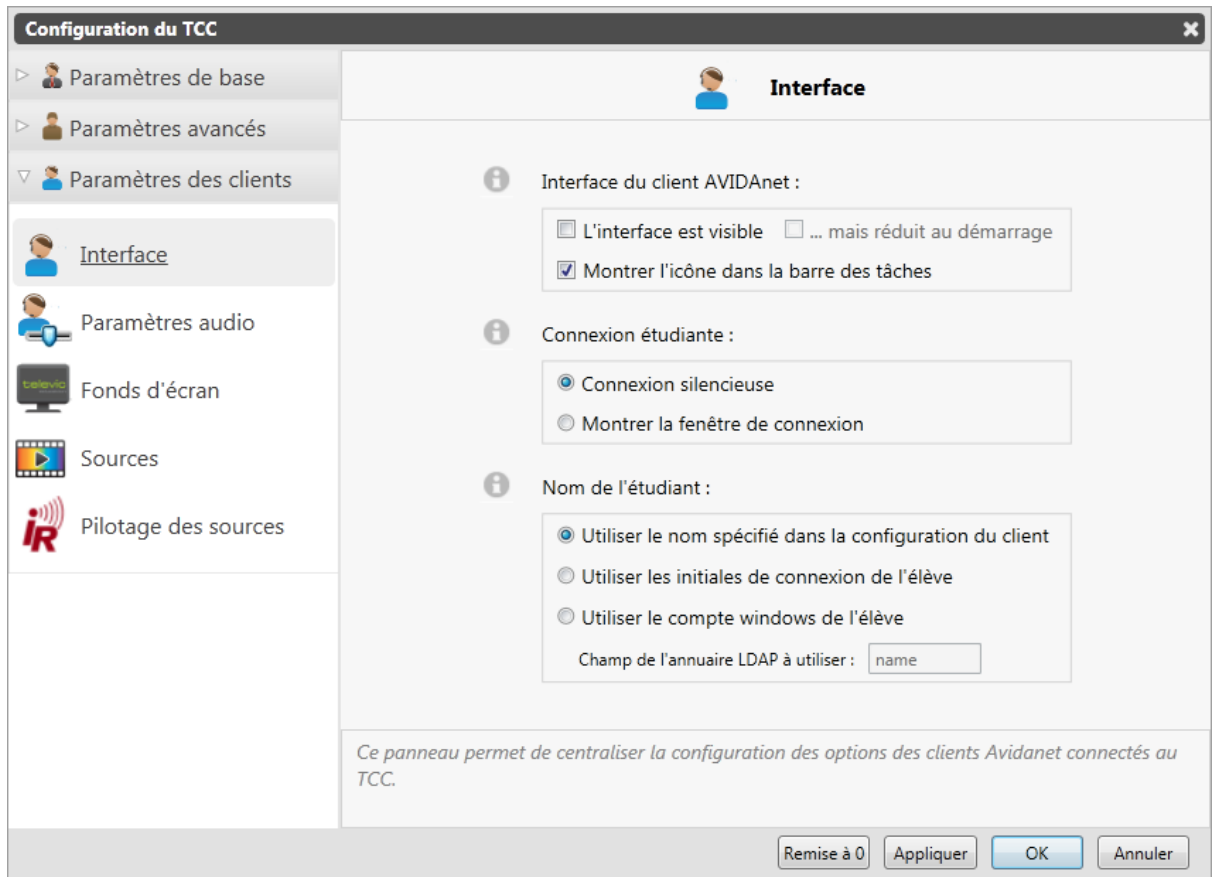 Configuration du TCC
Paramètres de base
Paramètres avancés
Paramètres des clients
Interface
Paramètres audio
televic
Fonds d'écran
Sources
iR
Pilotage des sources
Interface
Interface du client AVIDAnet :
L'interface est visible
... mais réduit au démarrage
Montrer l'icône dans la barre des tâches
Connexion étudiante :
Connexion silencieuse
Montrer la fenêtre de connexion
Nom de l'étudiant :
Utiliser le nom spécifié dans la configuration du client
Utiliser les initiales de connexion de l'élève
Utiliser le compte windows de l'élève
Champ de l'annuaire LDAP à utiliser :
name
Ce panneau permet de centraliser la configuration des options des clients Avidanet connectés au
TCC.
Remise à 0
Appliquer
OK
Annuler